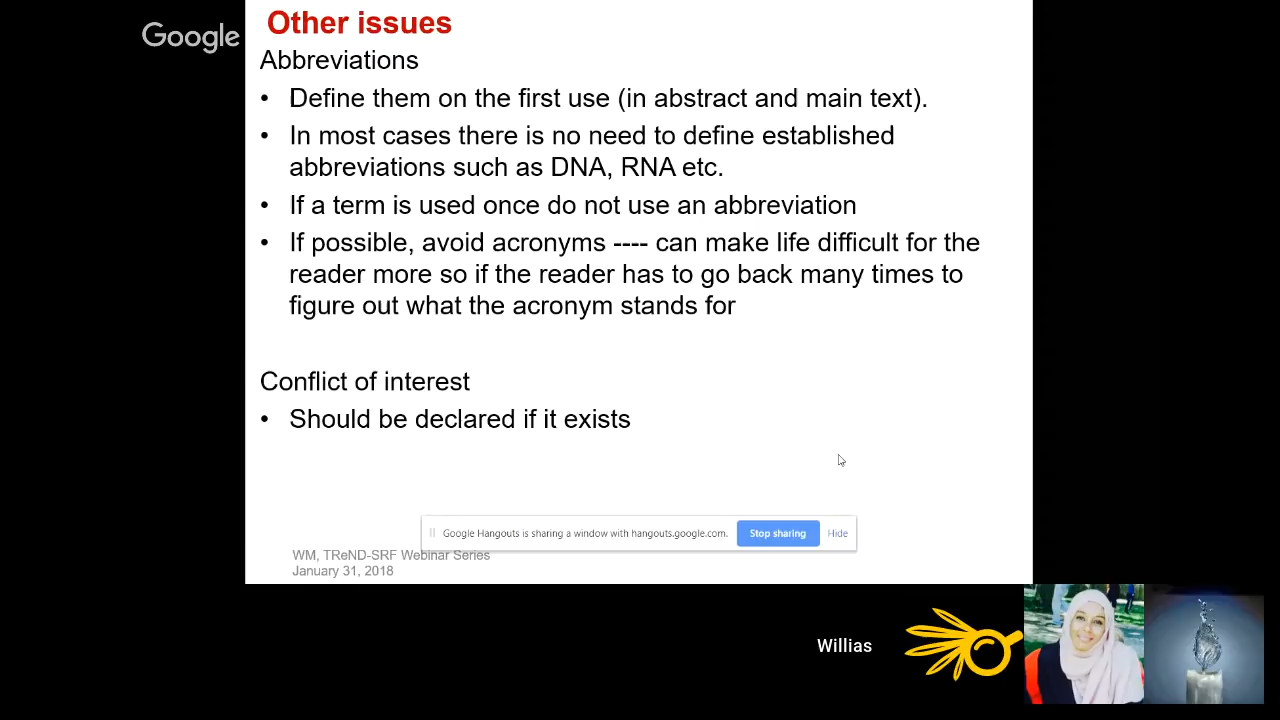 Google
Other issues
Abbreviations
• Define them on the first use (in abstract and main text).
• In most cases there is no need to define established
abbreviations such as DNA, RNA etc.
• If a term is used once do not use an abbreviation
• If possible, avoid acronyms ---- can make life difficult for the
reader more so if the reader has to go back many times to
figure out what the acronym stands for
Conflict of interest
• Should be declared if it exists
Google Hangouts is sharing a window with hangouts.google.com. Stop sharing Hide
WM, TReND-SRF Webinar Series
January 31, 2018
Willias